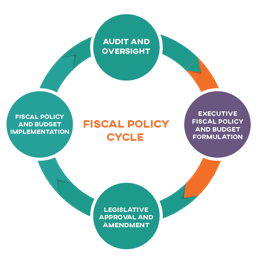 AUDIT AND
OVERSIGHT
EXECUTIVE
FISCAL POLICY
AND BUDGET
FORMULATION
LEGISLATIVE
APPROVAL AND
AMENDMENT
FISCAL POLICY
AND BUDGET
IMPLEMENTATION
FISCAL POLICY
CYCLE